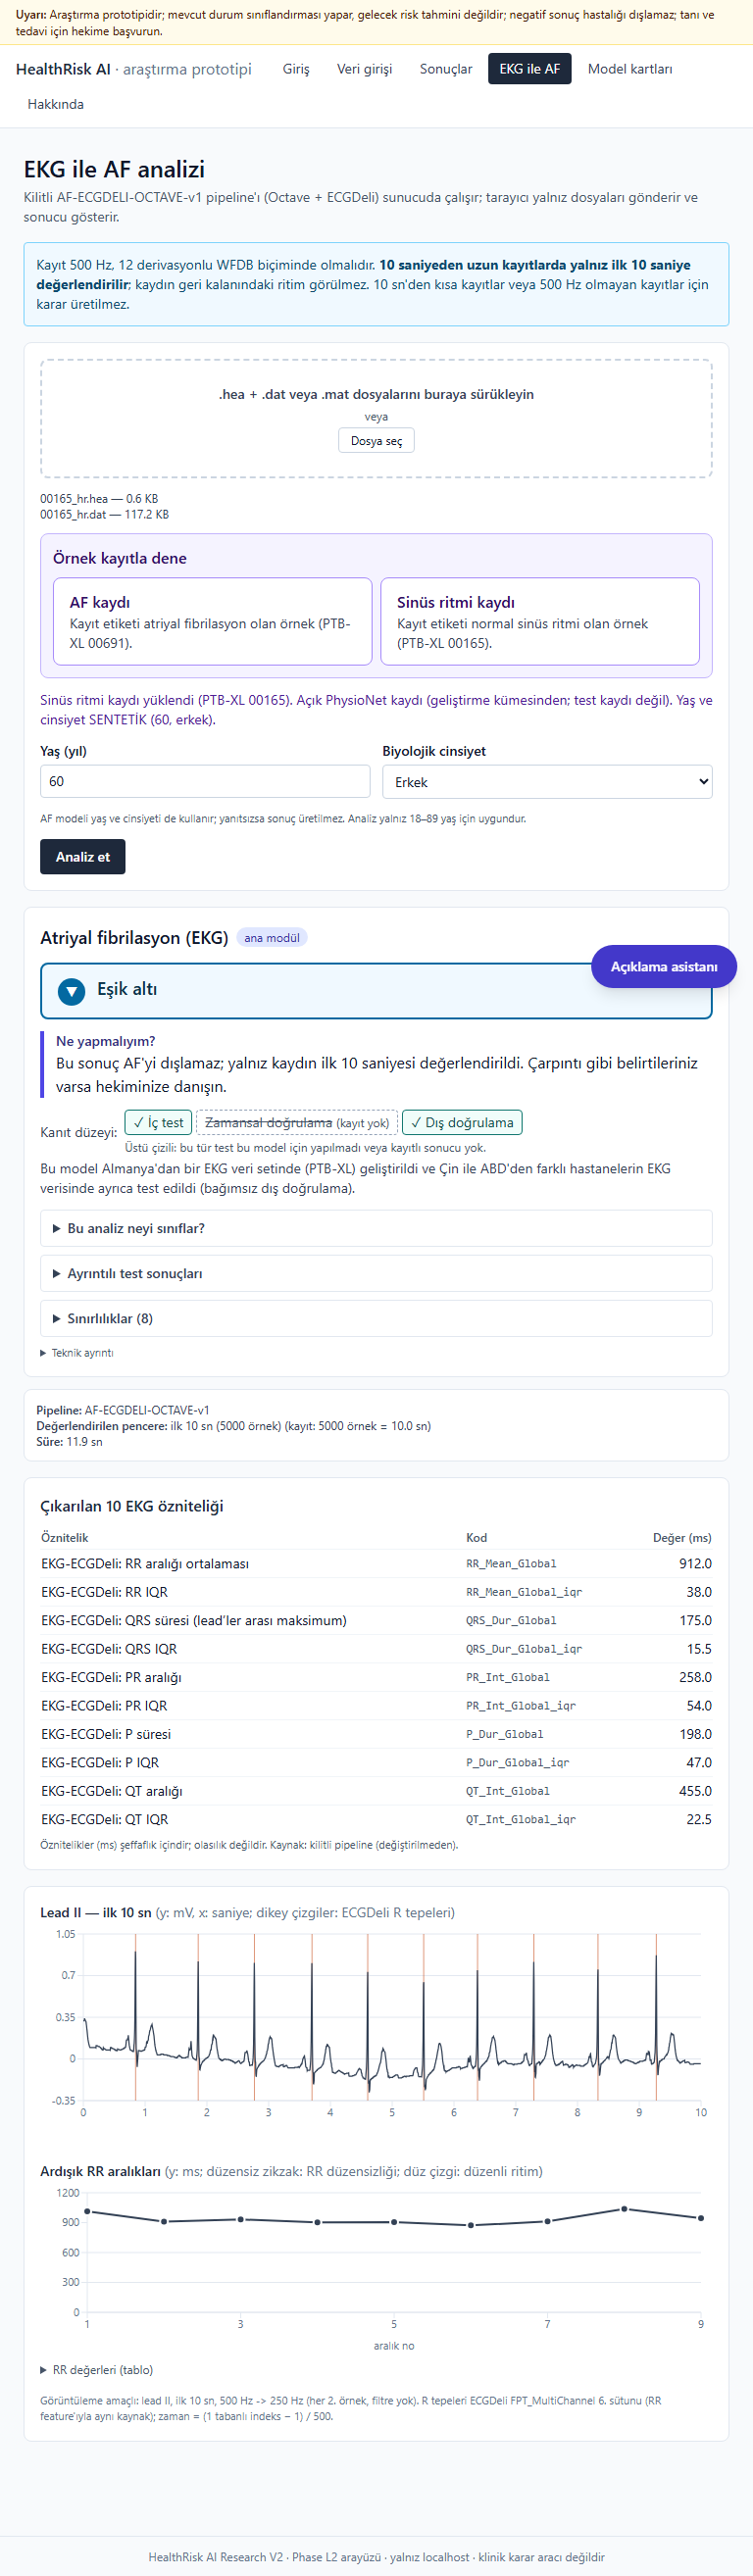 Uyarı: Araştırma prototipidir; mevcut durum sınıflandırması yapar, gelecek risk tahmini değildir; negatif sonuç hastalığı dışlamaz; tanı ve
tedavi için hekime başvurun.
HealthRisk AI · araştırma prototipi
Giriş
Veri girişi
Sonuçlar
EKG ile AF
Model kartları
Hakkında
EKG ile AF analizi
Kilitli AF-ECGDELI-OCTAVE-v1 pipeline'ı (Octave + ECGDeli) sunucuda çalışır; tarayıcı yalnız dosyaları gönderir ve
sonucu gösterir.
Kayıt 500 Hz, 12 derivasyonlu WFDB biçiminde olmalıdır. 10 saniyeden uzun kayıtlarda yalnız ilk 10 saniye
değerlendirilir; kaydın geri kalanındaki ritim görülmez. 10 sn'den kısa kayıtlar veya 500 Hz olmayan kayıtlar için
karar üretilmez.
.hea + .dat veya .mat dosyalarını buraya sürükleyin
veya
Dosya seç
00165_hr.hea — 0.6 KB
00165_hr.dat — 117.2 KB
Örnek kayıtla dene
AF kaydı
Kayıt etiketi atriyal fibrilasyon olan örnek (PTB-
XL 00691).
Sinüs ritmi kaydı
Kayıt etiketi normal sinüs ritmi olan örnek
(PTB-XL 00165).
Sinüs ritmi kaydı yüklendi (PTB-XL 00165). Açık PhysioNet kaydı (geliştirme kümesinden; test kaydı değil). Yaş ve
cinsiyet SENTETİK (60, erkek).
Yaş (yıl)
60
Biyolojik cinsiyet
Erkek
AF modeli yaş ve cinsiyeti de kullanır; yanıtsızsa sonuç üretilmez. Analiz yalnız 18–89 yaş için uygundur.
Analiz et
Atriyal fibrilasyon (EKG) ana modül
Açıklama asistanı
▼ Eşik altı
Ne yapmalıyım?
Bu sonuç AF'yi dışlamaz; yalnız kaydın ilk 10 saniyesi değerlendirildi. Çarpıntı gibi belirtileriniz
varsa hekiminize danışın.
Kanıt düzeyi: ✓ İç test Zamansal doğrulama (kayıt yok) ✓ Dış doğrulama
Üstü çizili: bu tür test bu model için yapılmadı veya kayıtlı sonucu yok.
Bu model Almanya'dan bir EKG veri setinde (PTB-XL) geliştirildi ve Çin ile ABD'den farklı hastanelerin EKG
verisinde ayrıca test edildi (bağımsız dış doğrulama).
▶ Bu analiz neyi sınıflar?
▶ Ayrıntılı test sonuçları
▶ Sınırlılıklar (8)
▶ Teknik ayrıntı
Pipeline: AF-ECGDELI-OCTAVE-v1
Değerlendirilen pencere: ilk 10 sn (5000 örnek) (kayıt: 5000 örnek = 10.0 sn)
Süre: 11.9 sn
Çıkarılan 10 EKG özniteliği
Öznitelik Kod Değer (ms)
EKG-ECGDeli: RR aralığı ortalaması RR_Mean_Global 912.0
EKG-ECGDeli: RR IQR RR_Mean_Global_iqr 38.0
EKG-ECGDeli: QRS süresi (lead'ler arası maksimum) QRS_Dur_Global 175.0
EKG-ECGDeli: QRS IQR QRS_Dur_Global_iqr 15.5
EKG-ECGDeli: PR aralığı PR_Int_Global 258.0
EKG-ECGDeli: PR IQR PR_Int_Global_iqr 54.0
EKG-ECGDeli: P süresi P_Dur_Global 198.0
EKG-ECGDeli: P IQR P_Dur_Global_iqr 47.0
EKG-ECGDeli: QT aralığı QT_Int_Global 455.0
EKG-ECGDeli: QT IQR QT_Int_Global_iqr 22.5
Öznitelikler (ms) şeffaflık içindir; olasılık değildir. Kaynak: kilitli pipeline (değiştirilmeden).
Lead II — ilk 10 sn (y: mV, x: saniye; dikey çizgiler: ECGDeli R tepeleri)
1.05
0.7
0.35
0
-0.35
0 1 2 3 4 5 6 7 8 9 10
Ardışık RR aralıkları (y: ms; düzensiz zikzak: RR düzensizliği; düz çizgi: düzenli ritim)
1200
900
600
300
0
1 3 5 7 9
aralık no
▶ RR değerleri (tablo)
Görüntüleme amaçlı: lead II, ilk 10 sn, 500 Hz -> 250 Hz (her 2. örnek, filtre yok). R tepeleri ECGDeli FPT_MultiChannel 6. sütunu (RR
feature'ıyla aynı kaynak); zaman = (1 tabanlı indeks − 1) / 500.
HealthRisk AI Research V2 · Phase L2 arayüzü · yalnız localhost · klinik karar aracı değildir